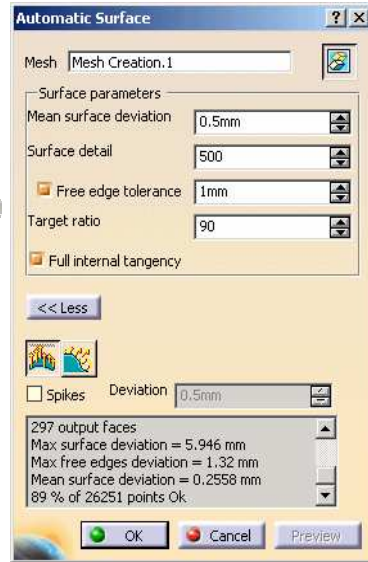 Automatic Surface
Mesh Mesh Creation.1
Surface parameters
Mean surface deviation 0.5mm
Surface detail 500
Free edge tolerance 1mm
Target ratio 90
Full internal tangency
<< Less
Spikes Deviation 0.5mm
297 output faces
Max surface deviation = 5.946 mm
Max free edges deviation = 1.32 mm
Mean surface deviation = 0.2558 mm
89 % of 26251 points Ok
OK Cancel Preview